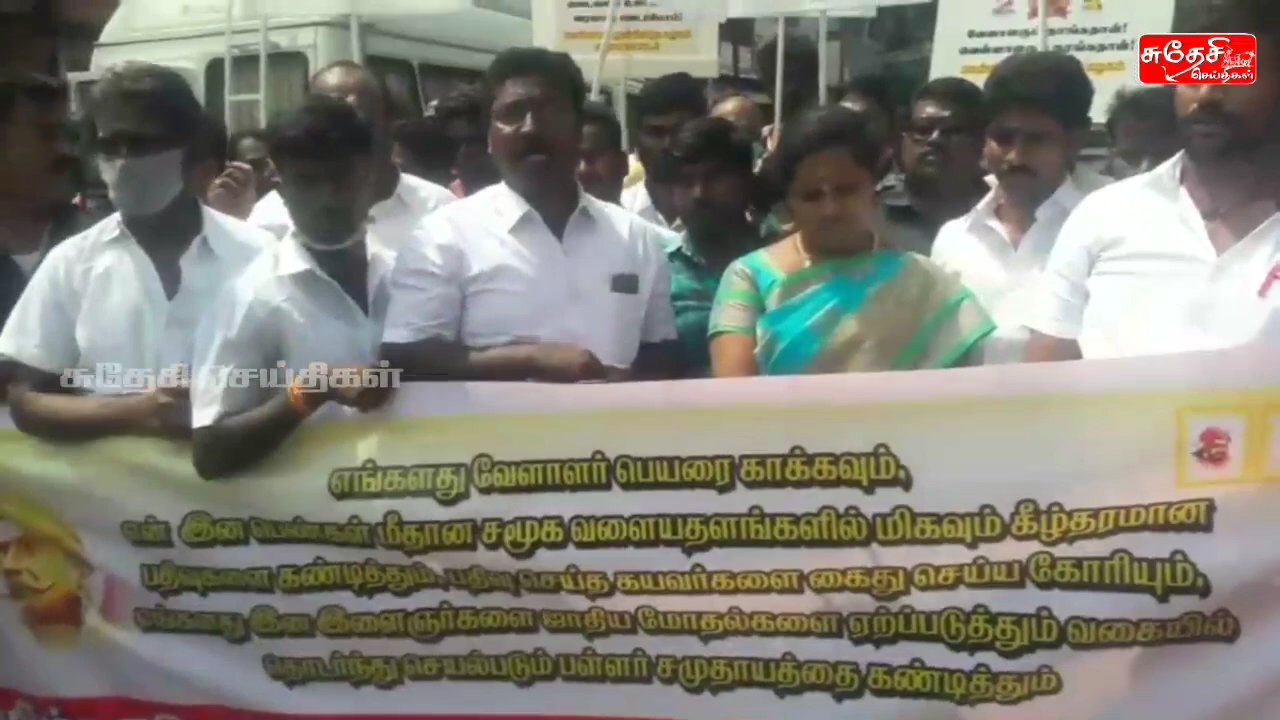 சுதேசி
செய்திகள்
சுதேசி செய்திகள்
எங்களது வேளாளர் பெயரை காக்கவும்,
என் இன பெண்கள் மீதான சமூக வளையதளங்களில் மிகவும் கீழ்தரமான
பதிவுகளை கண்டித்தும், பதிவு செய்த கயவர்களை கைது செய்ய கோரியும்,
எங்களது இன இளைஞர்களை ஜாதிய மோதல்களை ஏற்படுத்தும் வகையில்
தொடர்ந்து செயல்படும் பள்ளர் சமுதாயத்தை கண்டித்தும்